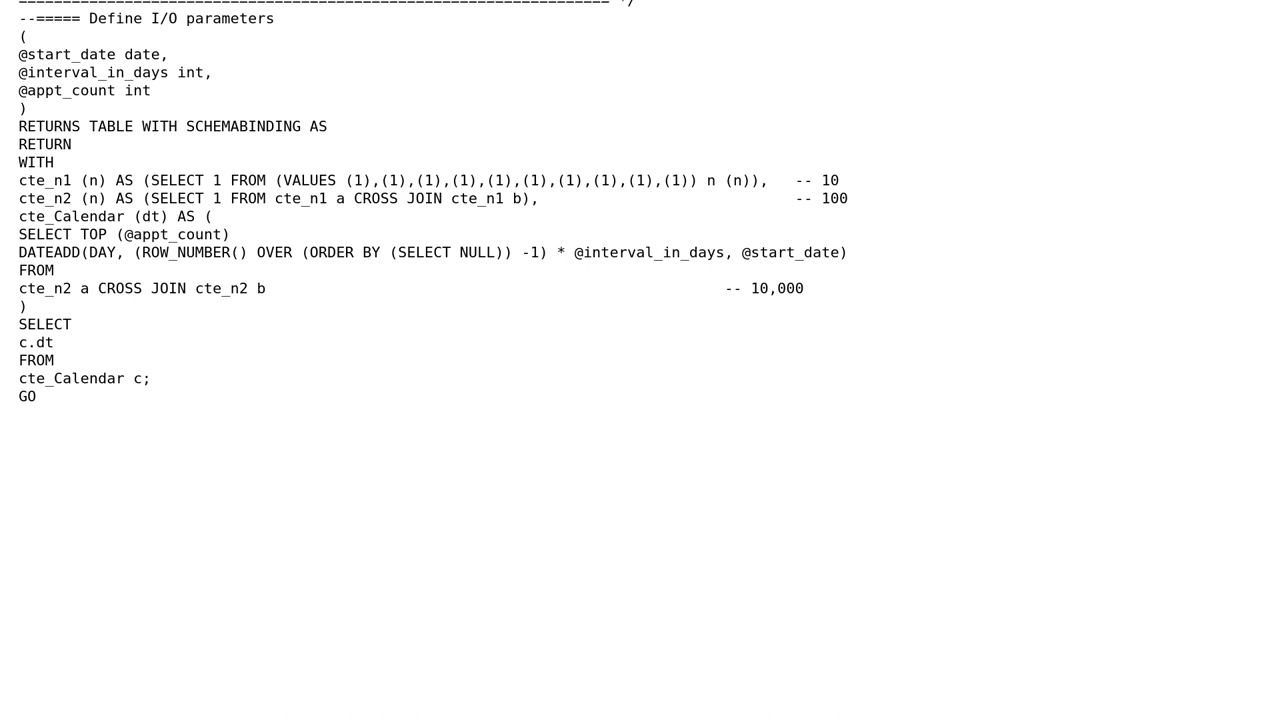 ===================================================================== */
--===== Define I/O parameters
(
@start_date date,
@interval_in_days int,
@appt_count int
)
RETURNS TABLE WITH SCHEMABINDING AS
RETURN
WITH
cte_n1 (n) AS (SELECT 1 FROM (VALUES (1),(1),(1),(1),(1),(1),(1),(1),(1),(1)) n (n)),   -- 10
cte_n2 (n) AS (SELECT 1 FROM cte_n1 a CROSS JOIN cte_n1 b),                             -- 100
cte_Calendar (dt) AS (
SELECT TOP (@appt_count)
DATEADD(DAY, (ROW_NUMBER() OVER (ORDER BY (SELECT NULL)) -1) * @interval_in_days, @start_date)
FROM
cte_n2 a CROSS JOIN cte_n2 b                                                    -- 10,000
)
SELECT
c.dt
FROM
cte_Calendar c;
GO